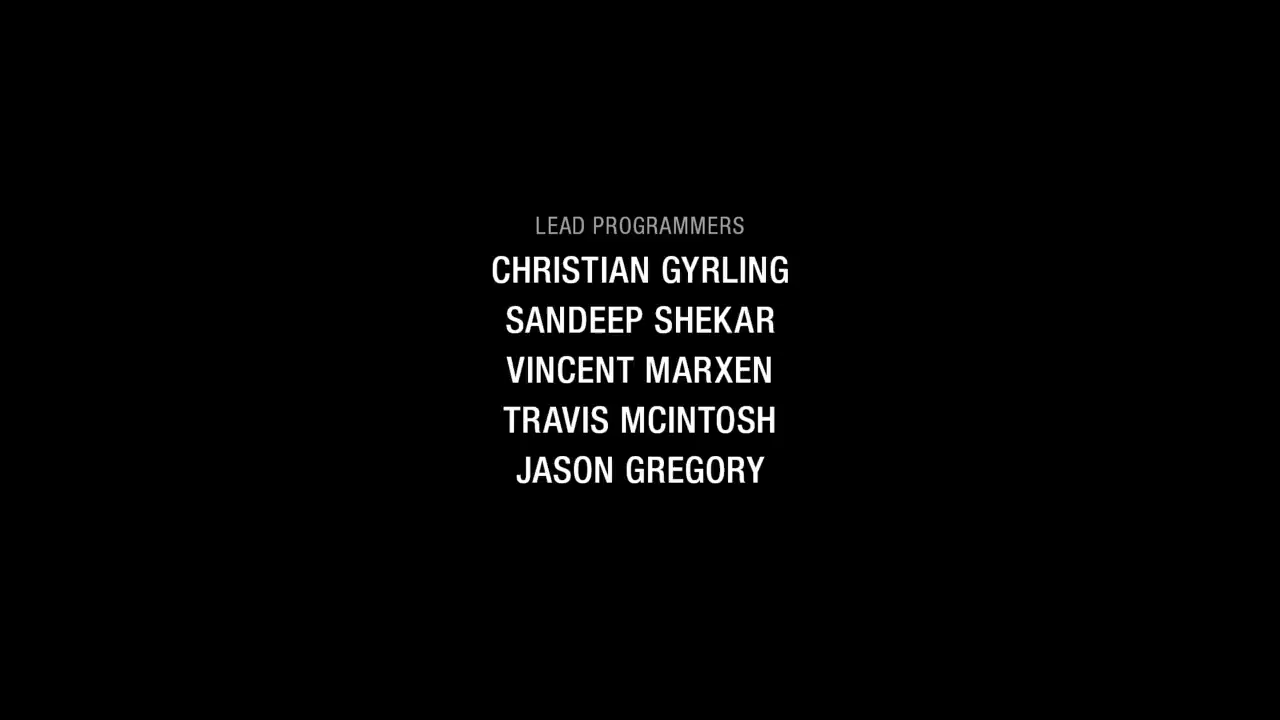 LEAD PROGRAMMERS
CHRISTIAN GYRLING
SANDEEP SHEKAR
VINCENT MARXEN
TRAVIS MCINTOSH
JASON GREGORY